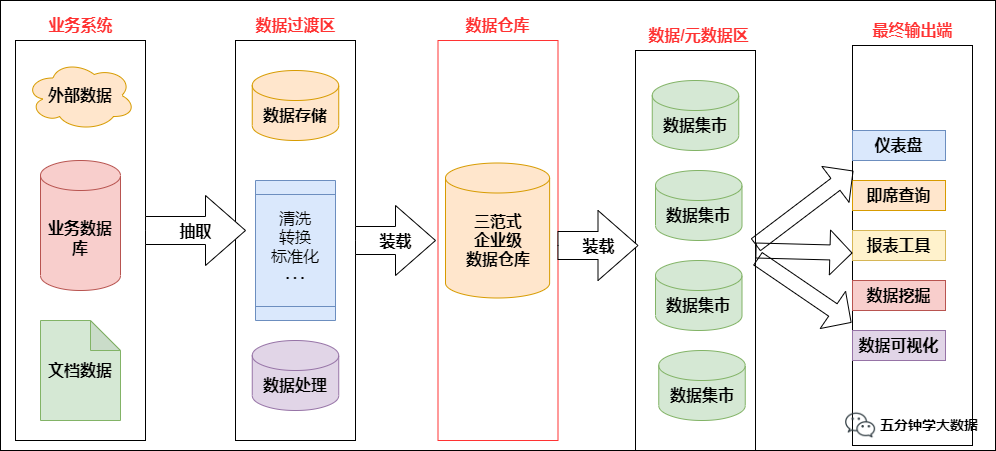 业务系统
外部数据
业务数据
库
文档数据
抽取
数据过渡区
数据存储
清洗
转换
标准化
...
数据处理
装载
数据仓库
三范式
企业级
数据仓库
装载
数据/元数据区
数据集市
数据集市
数据集市
数据集市
最终输出端
仪表盘
即席查询
报表工具
数据挖掘
数据可视化
五分钟学大数据